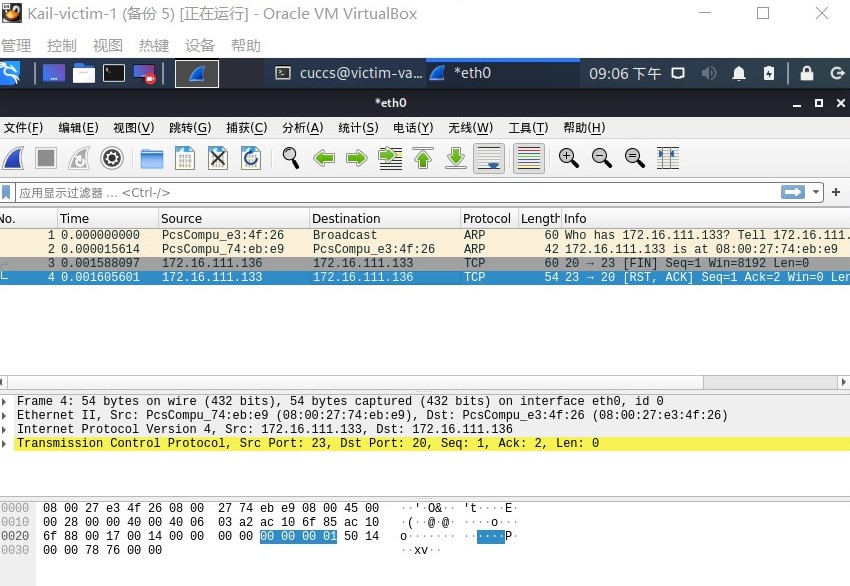 Kail-victim-1 (备份 5) [正在运行] - Oracle VM VirtualBox
管理 控制 视图 热键 设备 帮助
cuccs@victim-va... *eth0 09:06 下午
*eth0
文件(F) 编辑(E) 视图(V) 跳转(G) 捕获(C) 分析(A) 统计(S) 电话(Y) 无线(W) 工具(T) 帮助(H)
应用显示过滤器 … <Ctrl-/>
No. Time Source Destination Protocol Length Info
1 0.000000000 PcsCompu_e3:4f:26 Broadcast ARP 60 Who has 172.16.111.133? Tell 172.16.111.
2 0.000015614 PcsCompu_74:eb:e9 PcsCompu_e3:4f:26 ARP 42 172.16.111.133 is at 08:00:27:74:eb:e9
3 0.001588097 172.16.111.136 172.16.111.133 TCP 60 20 → 23 [FIN] Seq=1 Win=8192 Len=0
4 0.001605601 172.16.111.133 172.16.111.136 TCP 54 23 → 20 [RST, ACK] Seq=1 Ack=2 Win=0 Len
Frame 4: 54 bytes on wire (432 bits), 54 bytes captured (432 bits) on interface eth0, id 0
Ethernet II, Src: PcsCompu_74:eb:e9 (08:00:27:74:eb:e9), Dst: PcsCompu_e3:4f:26 (08:00:27:e3:4f:26)
Internet Protocol Version 4, Src: 172.16.111.133, Dst: 172.16.111.136
Transmission Control Protocol, Src Port: 23, Dst Port: 20, Seq: 1, Ack: 2, Len: 0
0000 08 00 27 e3 4f 26 08 00 27 74 eb e9 08 00 45 00 ··'·O&·· 't····E·
0010 00 28 00 00 40 00 40 06 03 a2 ac 10 6f 85 ac 10 ·(··@·@· ····o···
0020 6f 88 00 17 00 14 00 00 00 00 00 00 00 01 50 14 o······· ······P·
0030 00 00 78 76 00 00 ··xv··